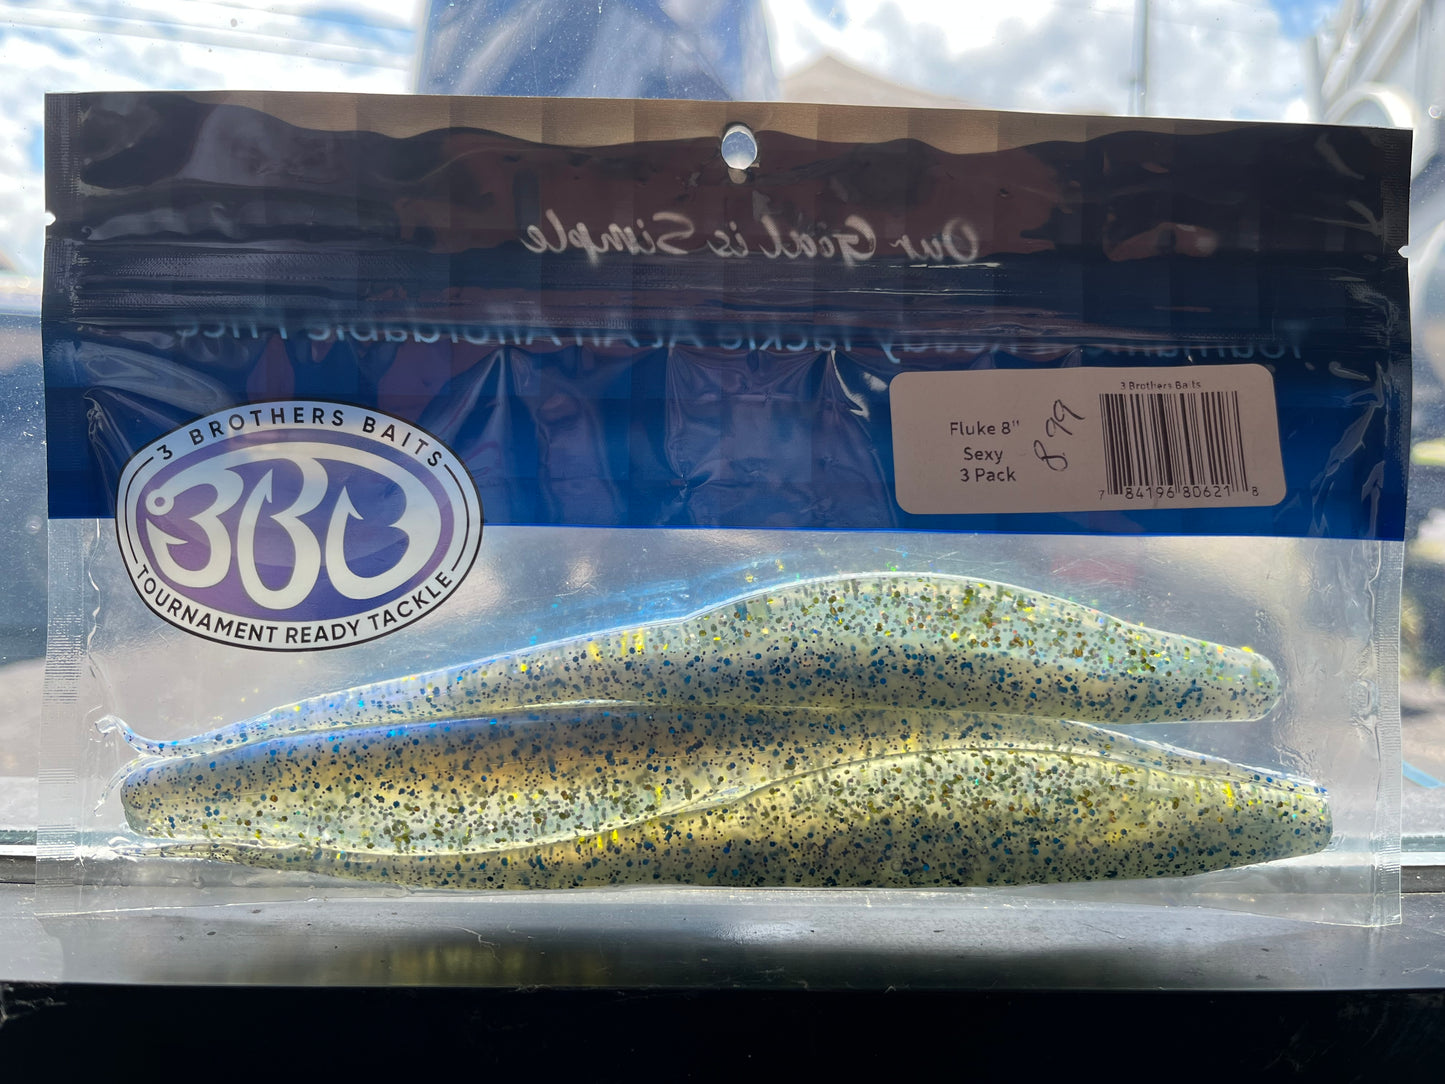 Our Goal is Simple
Tournament Ready Tackle At An Affordable Price
3 BROTHERS BAITS
3BB
TOURNAMENT READY TACKLE
3 Brothers Baits
Fluke 8"
Sexy
3 Pack
8.99
7 84196 80621 8